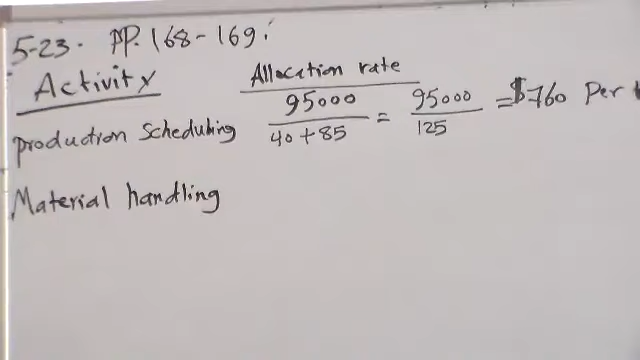 5-23. PP. 168-169:
Activity Allocation rate
Production Scheduling 95000 / 40+85 = 95000 / 125 = $760 Per
Material handling